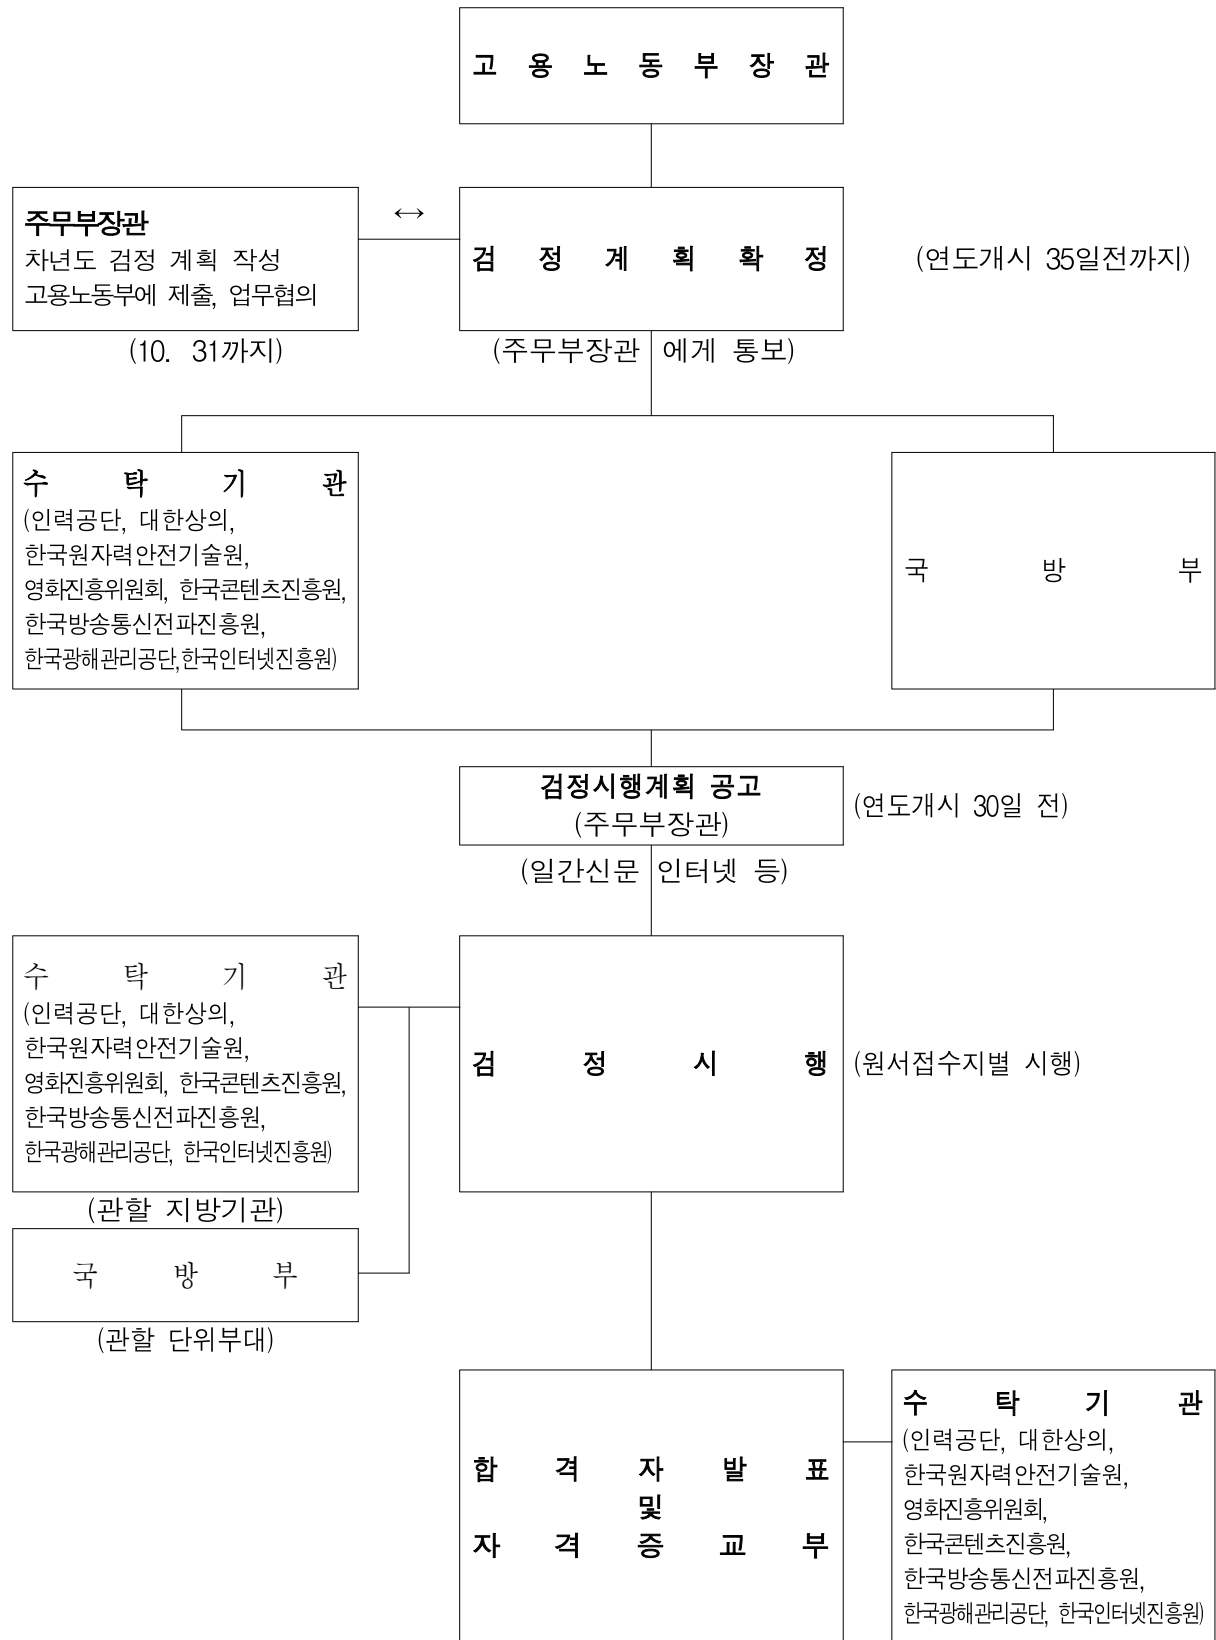 고 용 노 동 부 장 관
주무부장관
차년도 검정 계획 작성
고용노동부에 제출, 업무협의
(10. 31까지)
↔
검 정 계 획 확 정
(연도개시 35일전까지)
(주무부장관 에게 통보)
수 탁 기 관
(인력공단, 대한상의,
한국원자력안전기술원,
영화진흥위원회, 한국콘텐츠진흥원,
한국방송통신전파진흥원,
한국광해관리공단,한국인터넷진흥원)
국 방 부
검정시행계획 공고
(주무부장관)
(연도개시 30일 전)
(일간신문 인터넷 등)
수 탁 기 관
(인력공단, 대한상의,
한국원자력안전기술원,
영화진흥위원회, 한국콘텐츠진흥원,
한국방송통신전파진흥원,
한국광해관리공단, 한국인터넷진흥원)
(관할 지방기관)
검 정 시 행
(원서접수지별 시행)
국 방 부
(관할 단위부대)
합 격 자 발 표
및
자 격 증 교 부
수 탁 기 관
(인력공단, 대한상의,
한국원자력안전기술원,
영화진흥위원회,
한국콘텐츠진흥원,
한국방송통신전파진흥원,
한국광해관리공단, 한국인터넷진흥원)